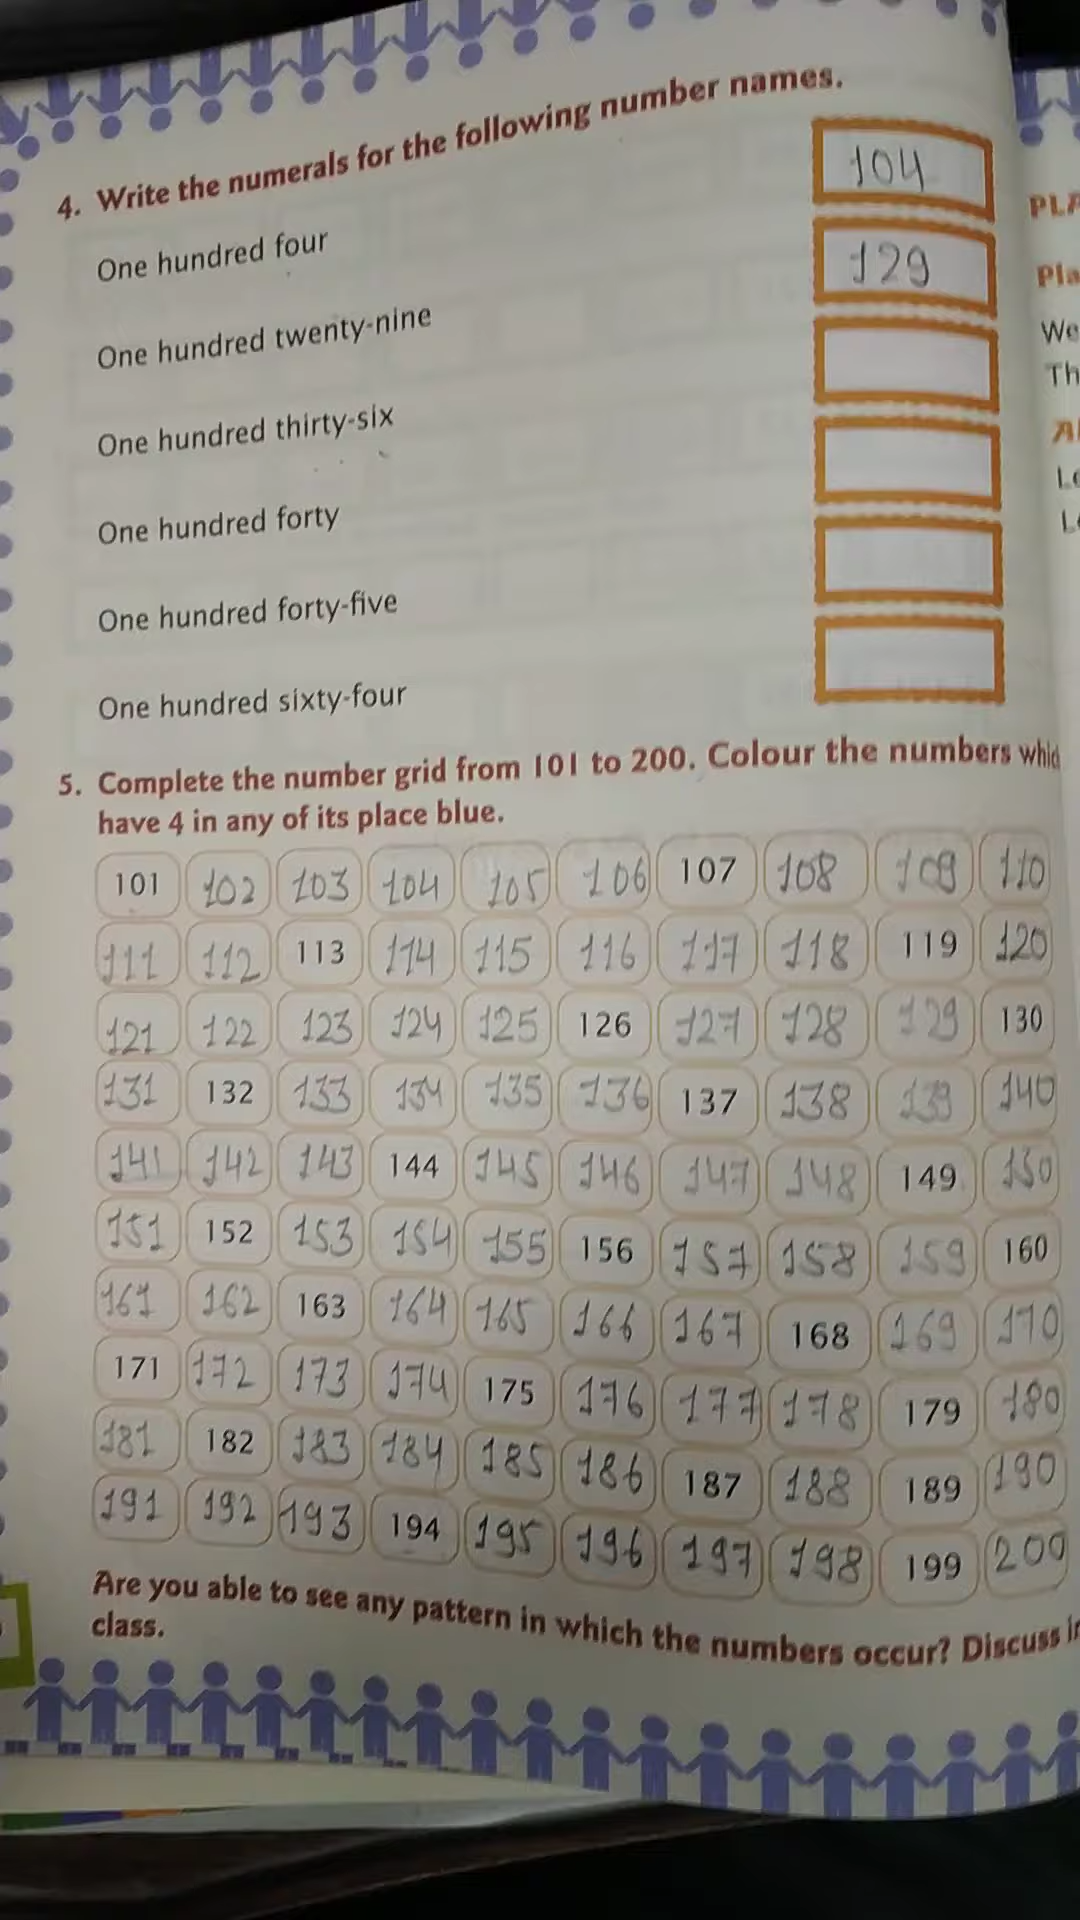 4. Write the numerals for the following number names.
One hundred four 104
One hundred twenty-nine 129
One hundred thirty-six
One hundred forty
One hundred forty-five
One hundred sixty-four
5. Complete the number grid from 101 to 200. Colour the numbers whic
have 4 in any of its place blue.
101 102 103 104 105 106 107 108 109 110
111 112 113 114 115 116 117 118 119 120
121 122 123 124 125 126 127 128 129 130
131 132 133 134 135 136 137 138 139 140
141 142 143 144 145 146 147 148 149 150
151 152 153 154 155 156 157 158 159 160
161 162 163 164 165 166 167 168 169 170
171 172 173 174 175 176 177 178 179 180
181 182 183 184 185 186 187 188 189 190
191 192 193 194 195 196 197 198 199 200
Are you able to see any pattern in which the numbers occur? Discuss in
class.
Pla
We
Th